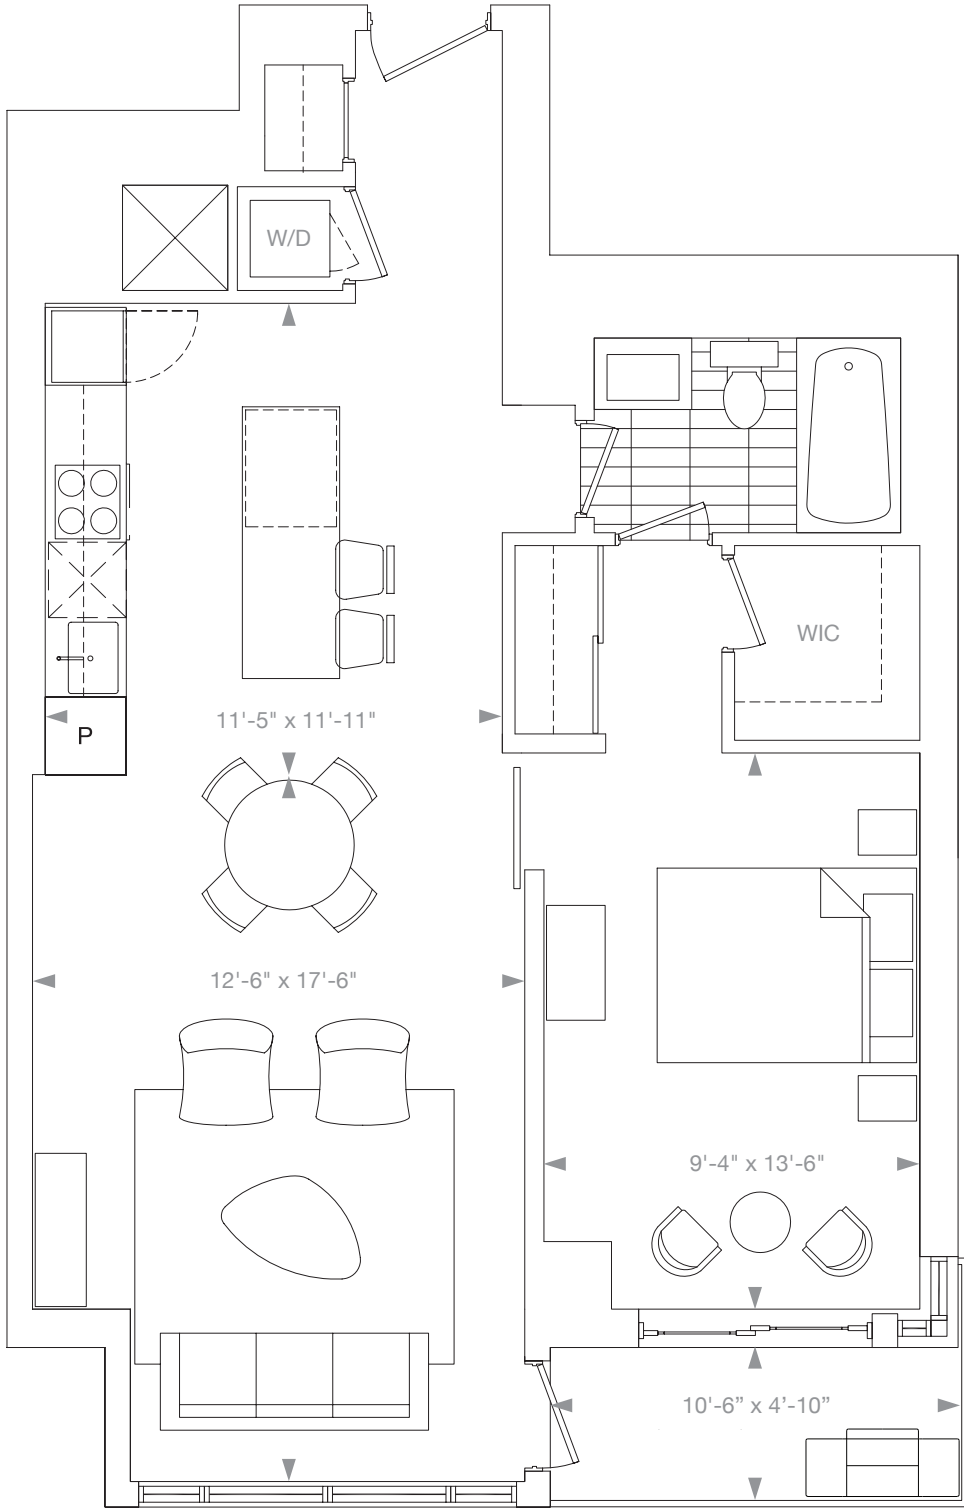 W/D
WIC
11'-5" x 11'-11"
P
12'-6" x 17'-6"
9'-4" x 13'-6"
10'-6” x 4’-10”